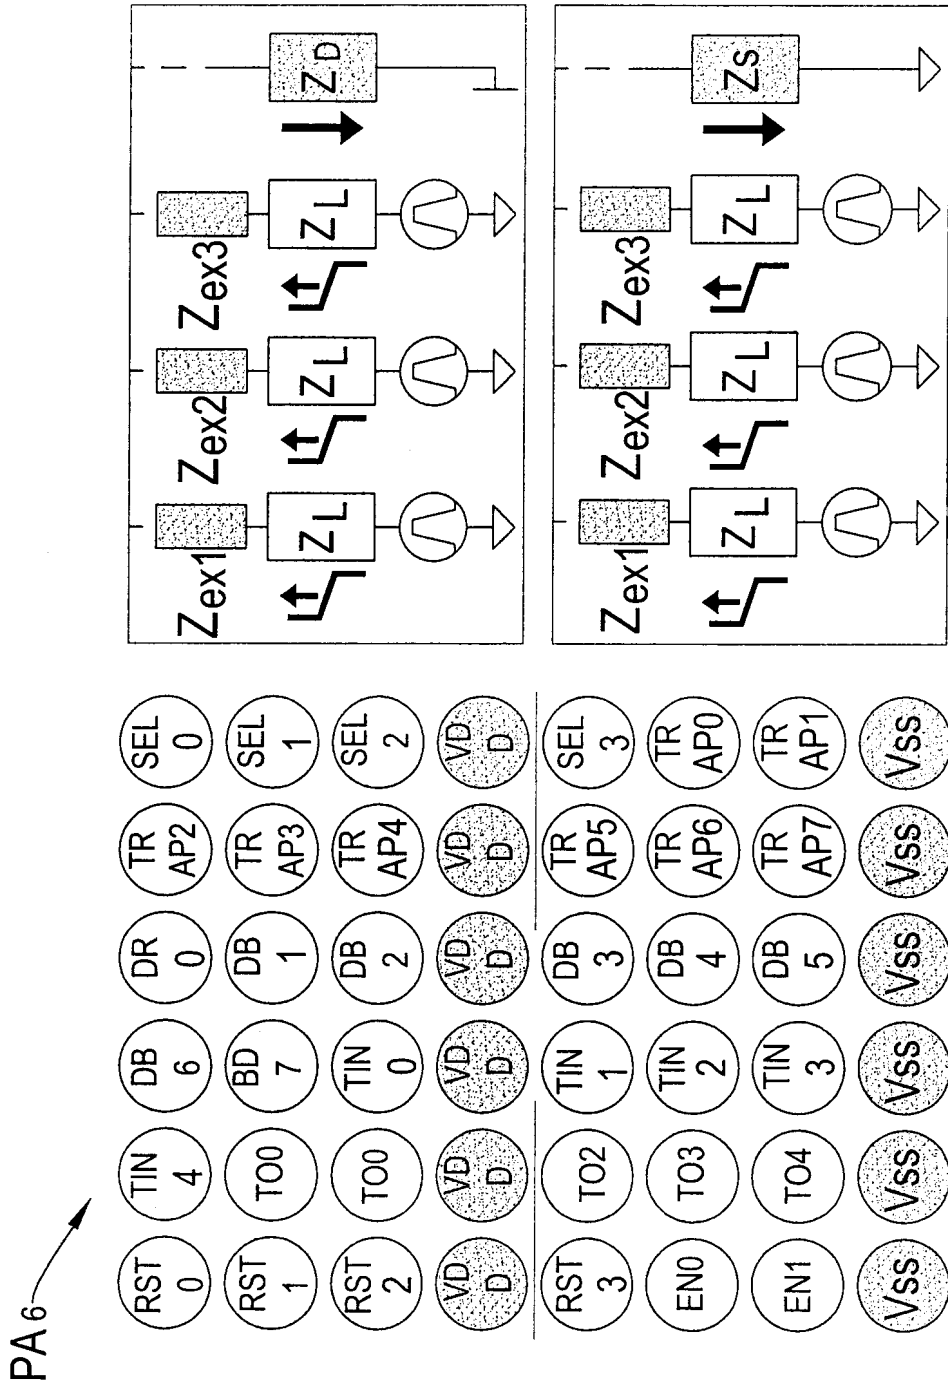 PA6
RST 0 TIN 4 DB 6 DR 0 TR AP2 SEL 0
RST 1 TO0 BD 7 DB 1 TR AP3 SEL 1
RST 2 TO0 TIN 0 DB 2 TR AP4 SEL 2
VD D VD D VD D VD D VD D VD D
RST 3 TO2 TIN 1 DB 3 TR AP5 SEL 3
EN0 TO3 TIN 2 DB 4 TR AP6 TR AP0
EN1 TO4 TIN 3 DB 5 TR AP7 TR AP1
Vss Vss Vss Vss Vss Vss
Zex1 Zex2 Zex3
ZL ZL ZL ZD
Zex1 Zex2 Zex3
ZL ZL ZL ZS